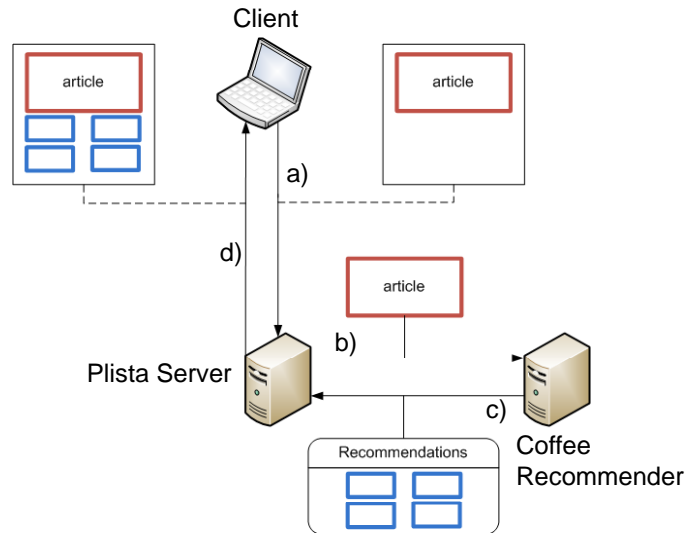 Client
article
article
a)
d)
article
b)
Plista Server
c)
Recommendations
Coffee
Recommender